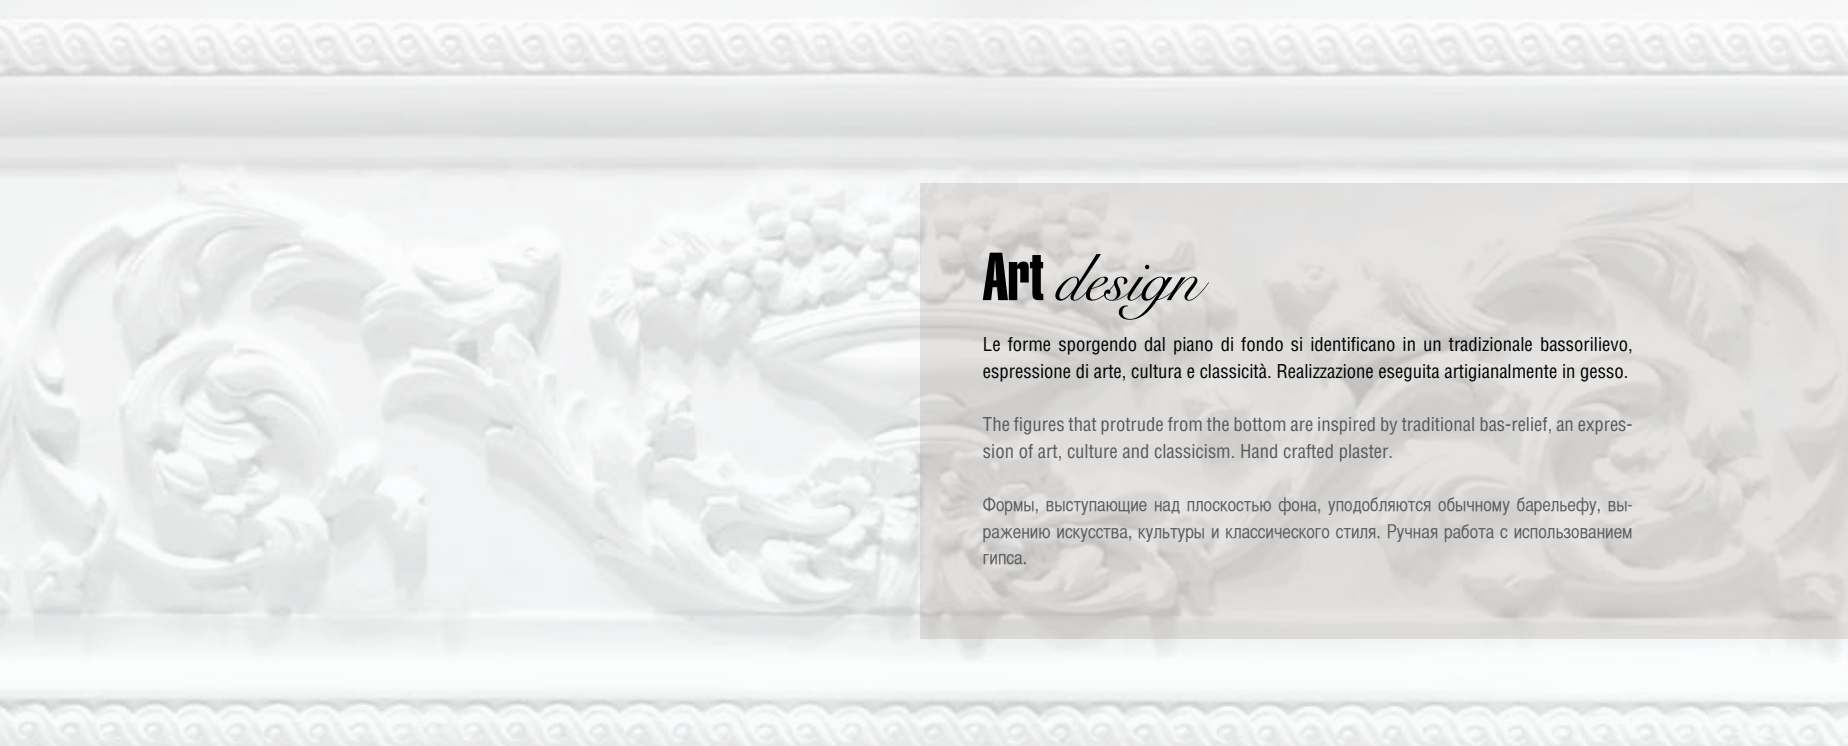 Art design
Le forme sporgendo dal piano di fondo si identificano in un tradizionale bassorilievo,
espressione di arte, cultura e classicità. Realizzazione eseguita artigianalmente in gesso.
The figures that protrude from the bottom are inspired by traditional bas-relief, an expres-
sion of art, culture and classicism. Hand crafted plaster.
Формы, выступающие над плоскостью фона, уподобляются обычному барельефу, вы-
ражению искусства, культуры и классического стиля. Ручная работа с использованием
гипса.